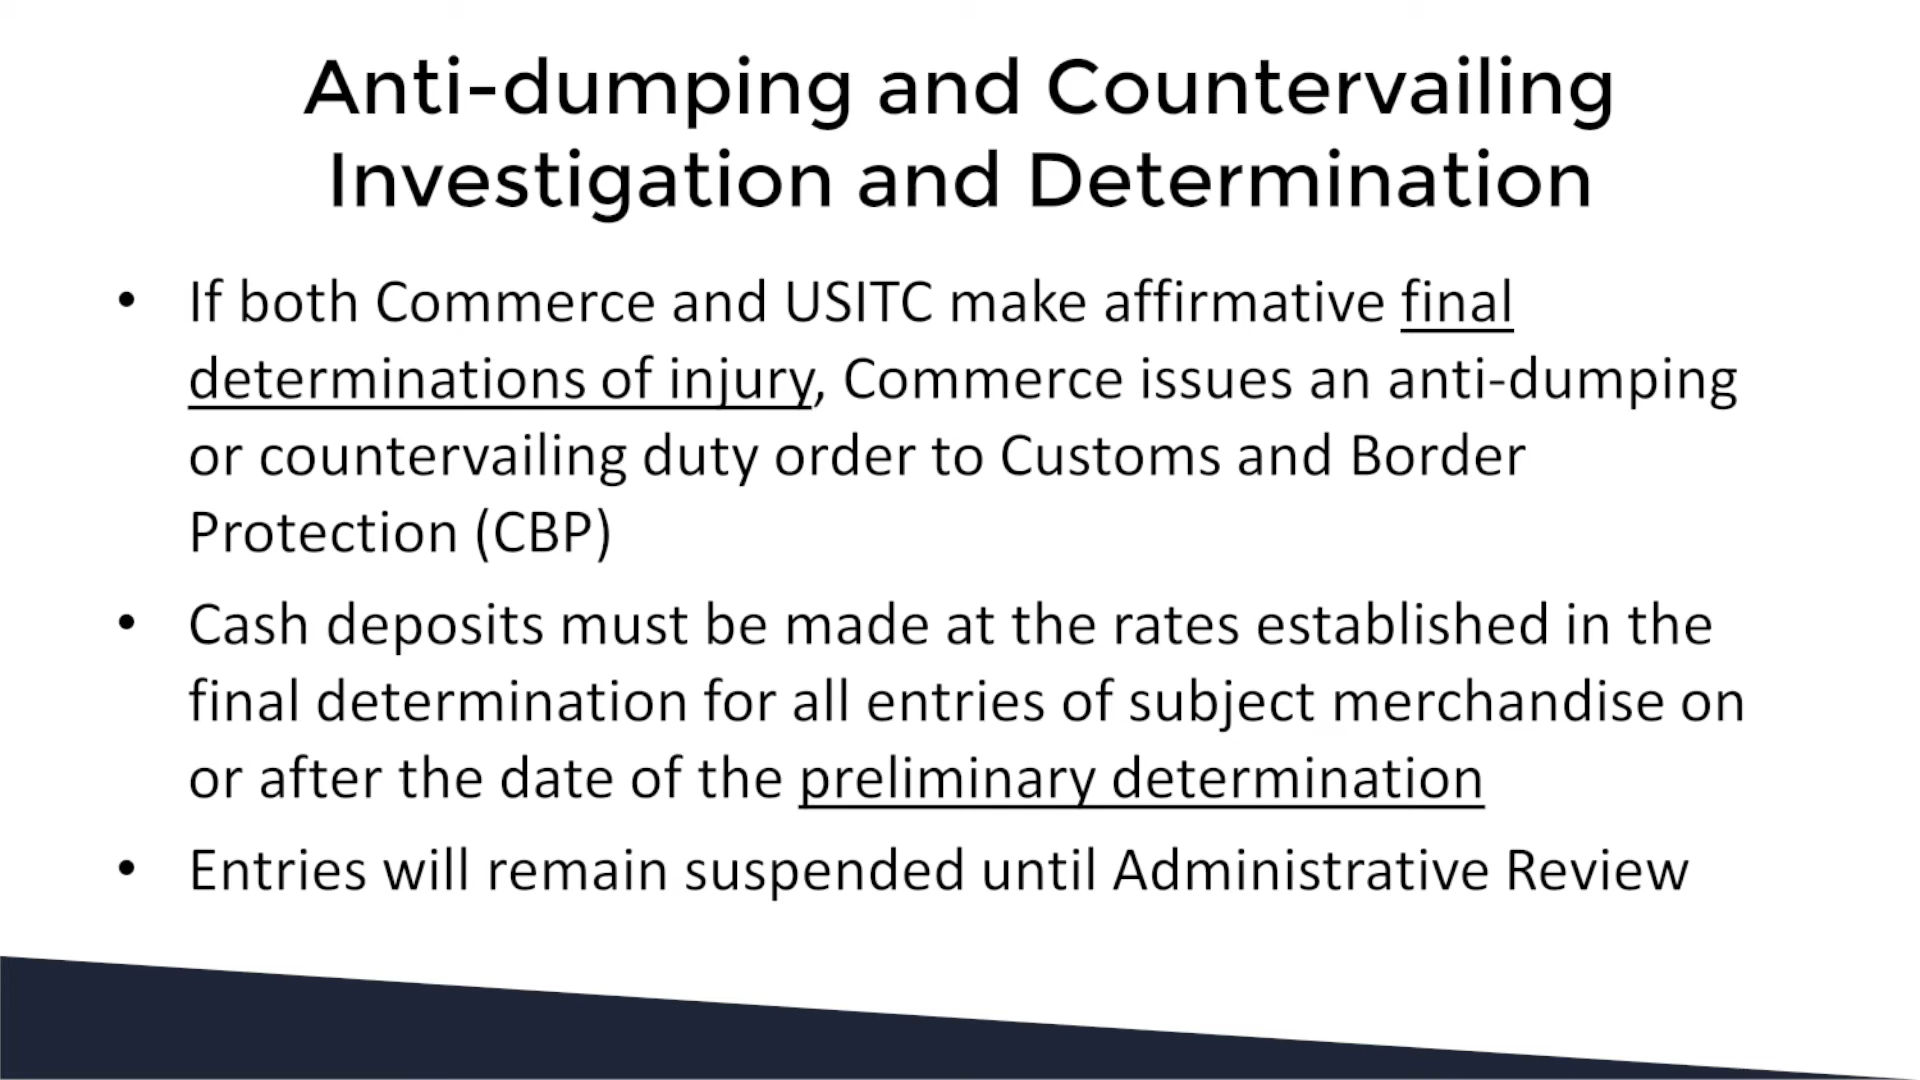 Anti-dumping and Countervailing
Investigation and Determination
• If both Commerce and USITC make affirmative final
determinations of injury, Commerce issues an anti-dumping
or countervailing duty order to Customs and Border
Protection (CBP)
• Cash deposits must be made at the rates established in the
final determination for all entries of subject merchandise on
or after the date of the preliminary determination
• Entries will remain suspended until Administrative Review